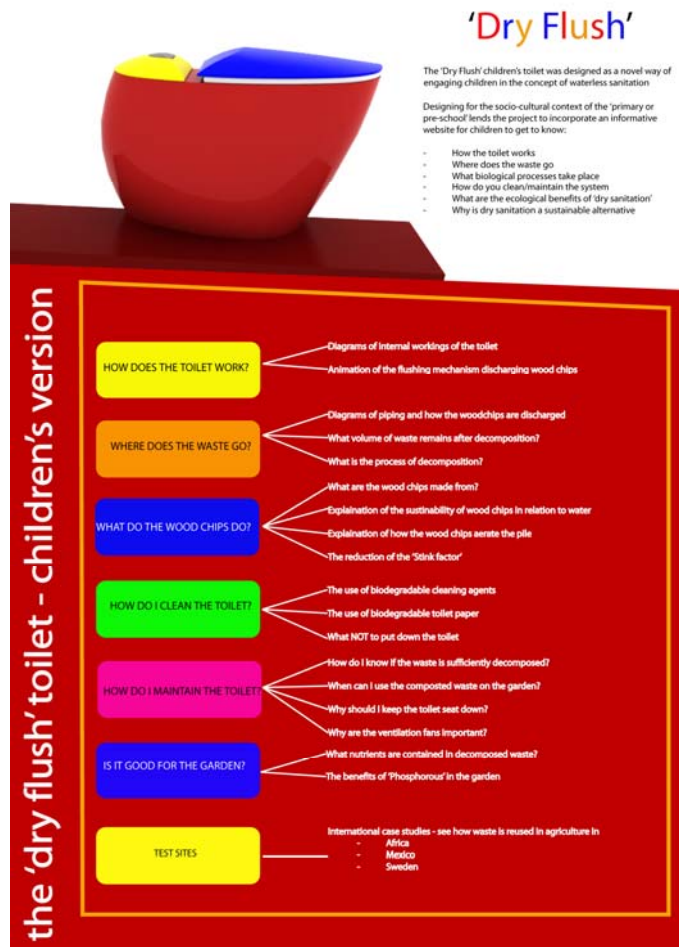 'Dry Flush'
The 'Dry Flush' children's toilet was designed as a novel way of
engaging children in the concept of waterless sanitation
Designing for the socio-cultural context of the 'primary or
pre-school' lends the project to incorporate an informative
website for children to get to know:
- How the toilet works
- Where does the waste go
- What biological processes take place
- How do you clean/maintain the system
- What are the ecological benefits of 'dry sanitation'
- Why is dry sanitation a sustainable alternative
the 'dry flush' toilet - children's version
HOW DOES THE TOILET WORK?
Diagrams of internal workings of the toilet
Animation of the flushing mechanism discharging wood chips
WHERE DOES THE WASTE GO?
Diagrams of piping and how the woodchips are discharged
What volume of waste remains after decomposition?
What is the process of decomposition?
WHAT DO THE WOOD CHIPS DO?
What are the wood chips made from?
Explaination of the sustinability of wood chips in relation to water
Explaination of how the wood chips aerate the pile
The reduction of the 'Stink factor'
HOW DO I CLEAN THE TOILET?
The use of biodegradable cleaning agents
The use of biodegradable toilet paper
What NOT to put down the toilet
HOW DO I MAINTAIN THE TOILET?
How do I know if the waste is sufficiently decomposed?
When can I use the composted waste on the garden?
Why should I keep the toilet seat down?
Why are the ventilation fans important?
IS IT GOOD FOR THE GARDEN?
What nutrients are contained in decomposed waste?
The benefits of 'Phosphorous' in the garden
TEST SITES
International case studies - see how waste is reused in agriculture in
- Africa
- Mexico
- Sweden